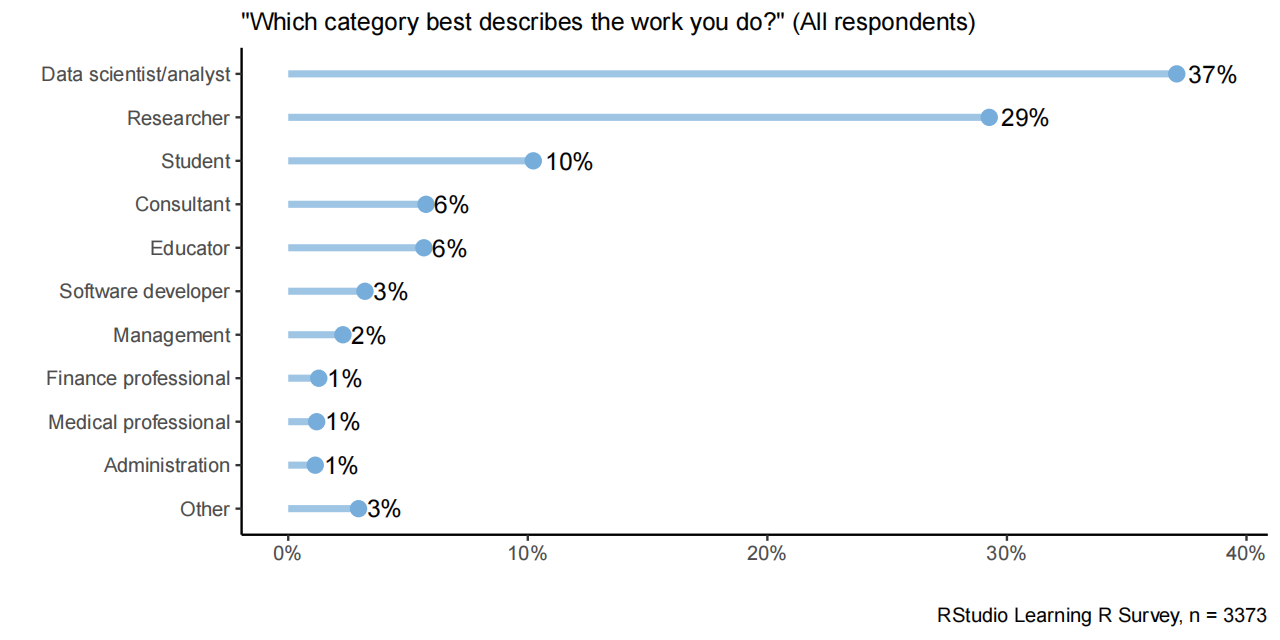 "Which category best describes the work you do?" (All respondents)
Data scientist/analyst 37%
Researcher 29%
Student 10%
Consultant 6%
Educator 6%
Software developer 3%
Management 2%
Finance professional 1%
Medical professional 1%
Administration 1%
Other 3%
0% 10% 20% 30% 40%
RStudio Learning R Survey, n = 3373